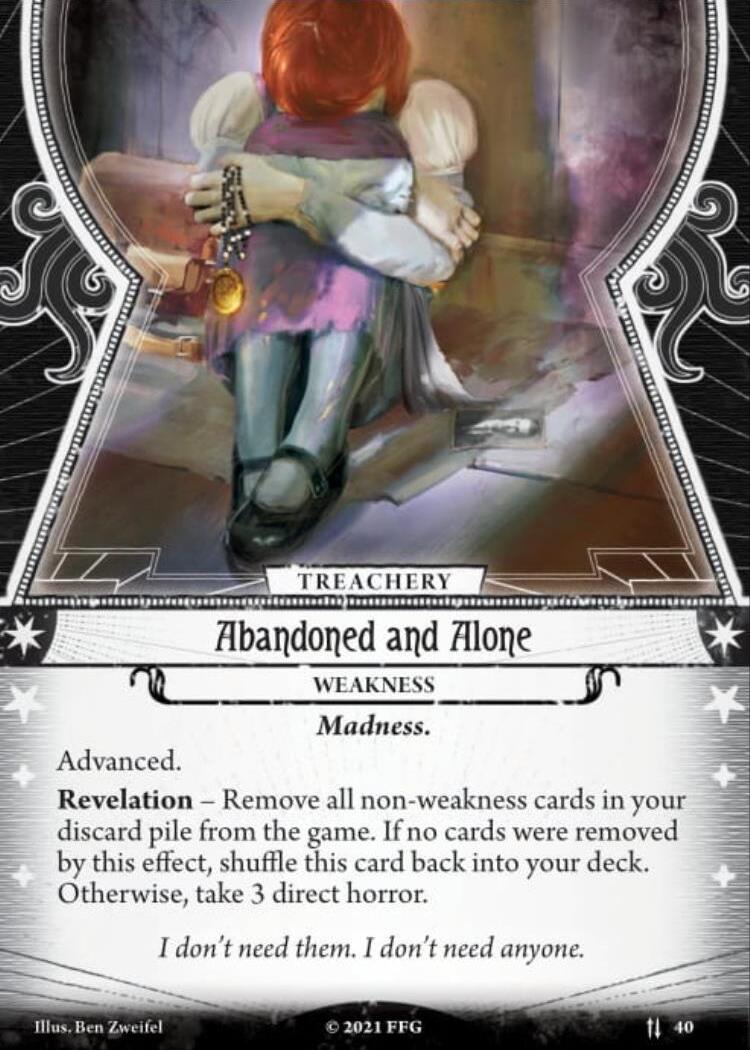 TREACHERY
Abandoned and Alone
WEAKNESS
Madness.
Advanced.
Revelation – Remove all non-weakness cards in your
discard pile from the game. If no cards were removed
by this effect, shuffle this card back into your deck.
Otherwise, take 3 direct horror.
I don't need them. I don't need anyone.
Illus. Ben Zweifel © 2021 FFG 40